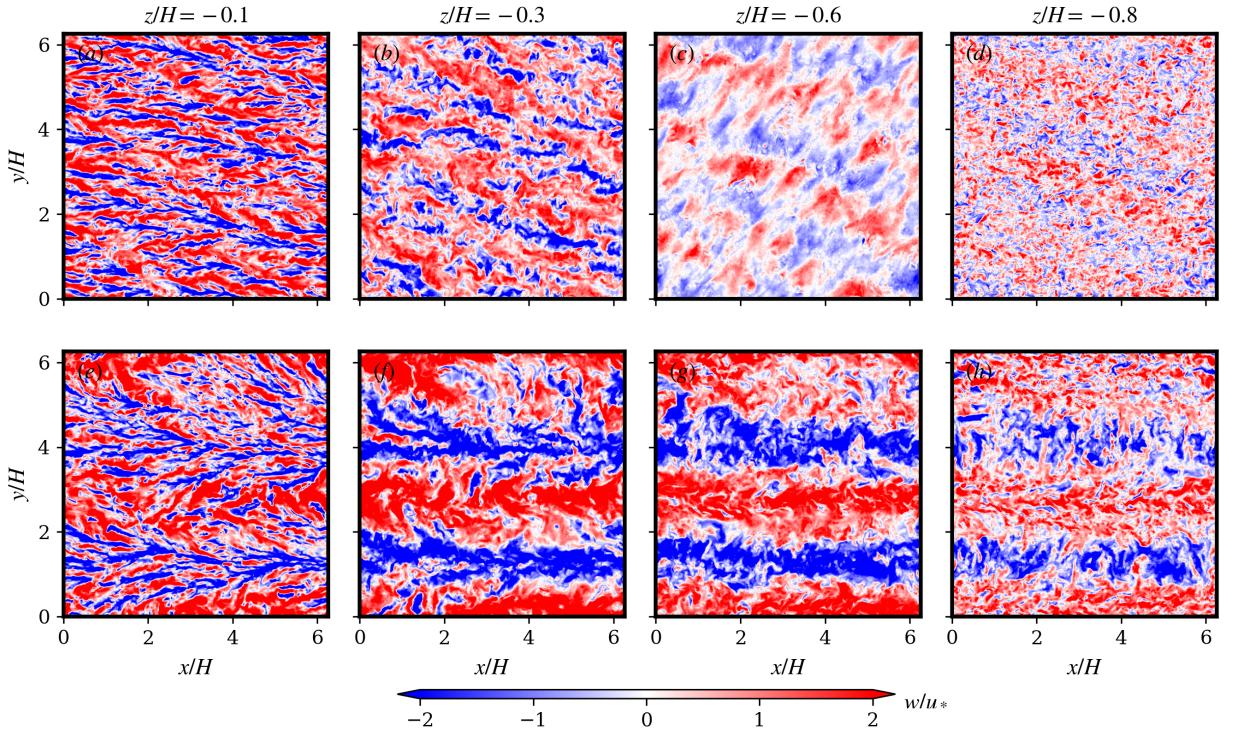 z/H = −0.1 z/H = −0.3 z/H = −0.6 z/H = −0.8
(a) (b) (c) (d)
6
4
2
0
y/H
(e) (f) (g) (h)
6
4
2
0
y/H
0 2 4 6 0 2 4 6 0 2 4 6 0 2 4 6
x/H x/H x/H x/H
w/u*
−2 −1 0 1 2